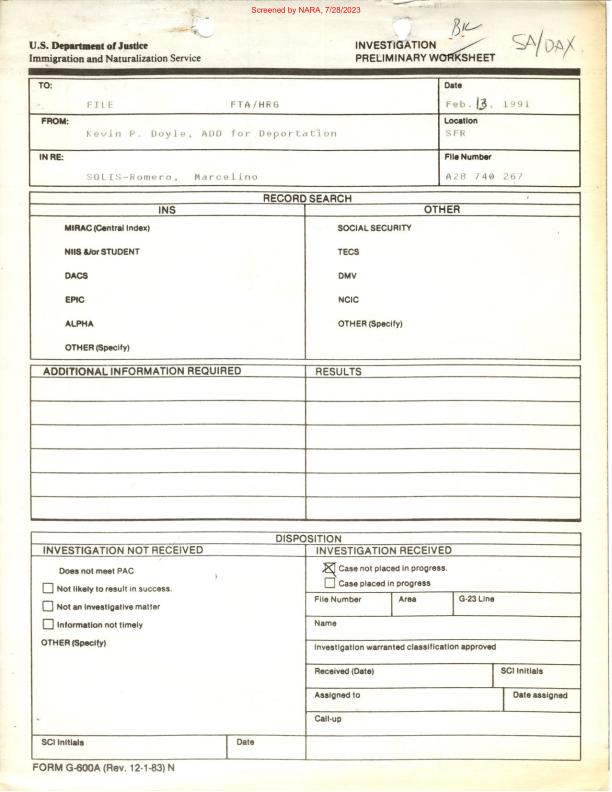 Screened by NARA, 7/28/2023
BK
SA/DAX
U.S. Department of Justice
Immigration and Naturalization Service
INVESTIGATION
PRELIMINARY WORKSHEET
TO:
FILE FTA/HRG
Date
Feb. 13, 1991
FROM:
Kevin P. Doyle, ADD for Deportation
Location
SFR
IN RE:
SOLIS-Romero, Marcelino
File Number
A28 740 267
RECORD SEARCH
INS
OTHER
MIRAC (Central Index)
SOCIAL SECURITY
NIIS &/or STUDENT
TECS
DACS
DMV
EPIC
NCIC
ALPHA
OTHER (Specify)
OTHER (Specify)
ADDITIONAL INFORMATION REQUIRED
RESULTS
DISPOSITION
INVESTIGATION NOT RECEIVED
INVESTIGATION RECEIVED
Does not meet PAC
Case not placed in progress.
Not likely to result in success.
Case placed in progress
Not an investigative matter
File Number Area G-23 Line
Information not timely
Name
OTHER (Specify)
Investigation warranted classification approved
Received (Date) SCI Initials
Assigned to Date assigned
Call-up
SCI Initials Date
FORM G-600A (Rev. 12-1-83) N